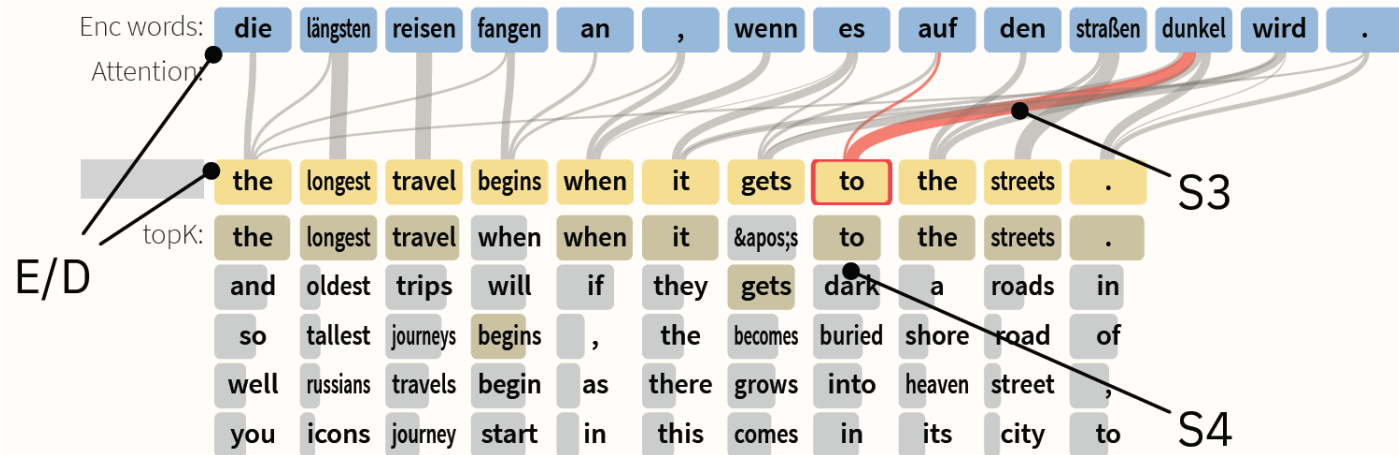 Enc words: die längsten reisen fangen an , wenn es auf den straßen dunkel wird .
Attention:
the longest travel begins when it gets to the streets .
S3
topK: the longest travel when when it &apos;s to the streets .
E/D
and oldest trips will if they gets dark a roads in
so tallest journeys begins , the becomes buried shore road of
well russians travels begin as there grows into heaven street ,
S4
you icons journey start in this comes in its city to